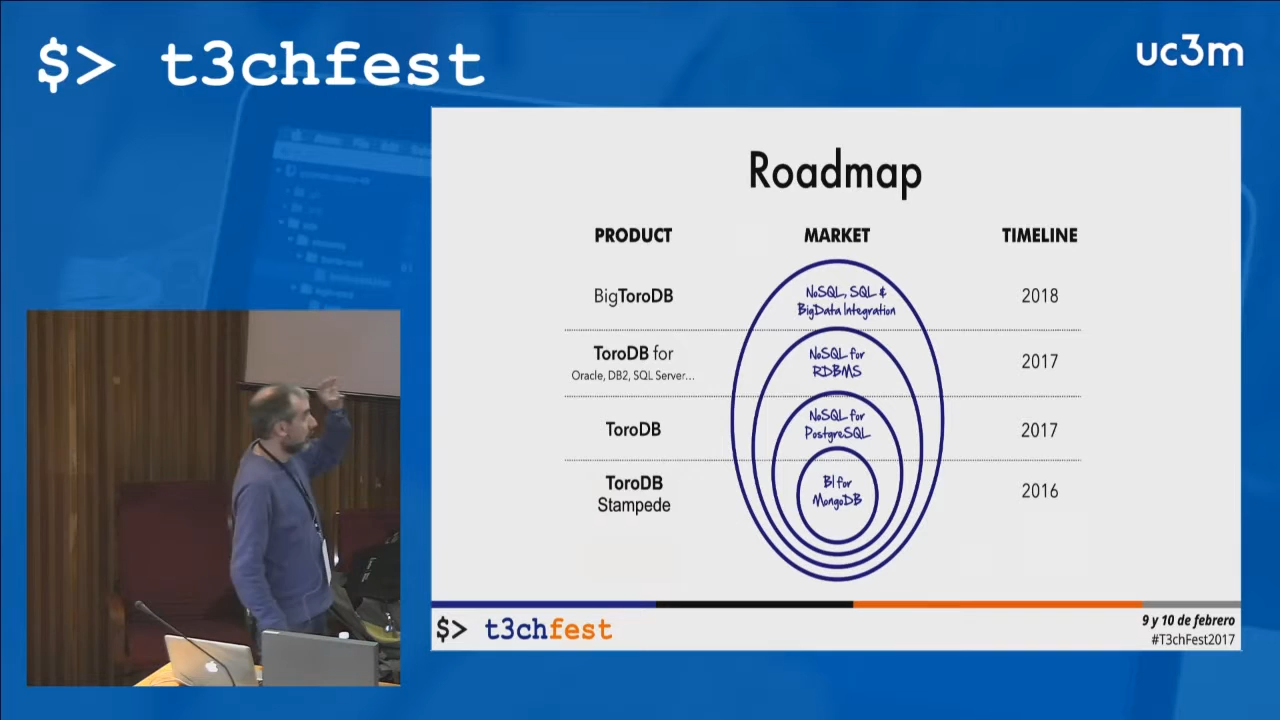 $> t3chfest
uc3m
Roadmap
PRODUCT MARKET TIMELINE
BigToroDB
NoSQL, SQL &
BigData Integration
2018
ToroDB for
Oracle, DB2, SQL Server...
NoSQL for
RDBMS
2017
ToroDB
NoSQL for
PostgreSQL
2017
ToroDB
Stampede
BI for
MongoDB
2016
$> t3chfest
9 y 10 de febrero
#T3chFest2017